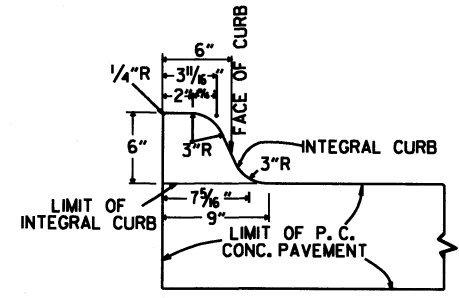 6"
FACE OF CURB
1/4"R
3 11/16"
6"
3"R
INTEGRAL CURB
3"R
LIMIT OF
INTEGRAL CURB
7 5/16"
9"
LIMIT OF P. C.
CONC. PAVEMENT